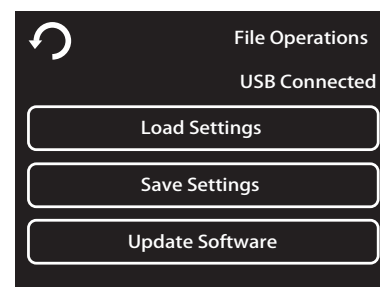 File Operations
USB Connected
Load Settings
Save Settings
Update Software